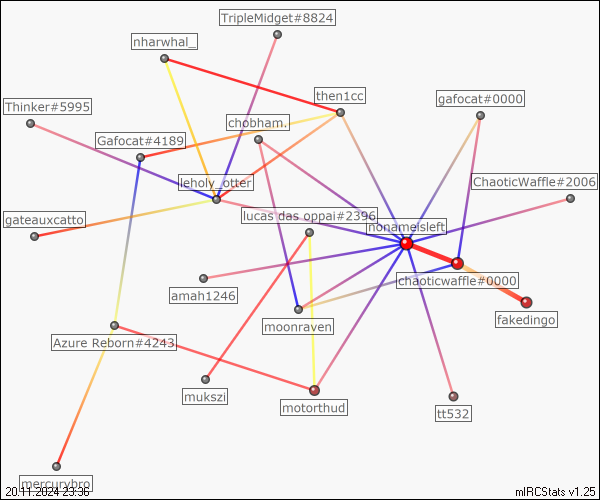 TripleMidget#8824
nharwhal_
then1cc
gafocat#0000
Thinker#5995
chobham.
Gafocat#4189
leholy_otter
ChaoticWaffle#2006
gateauxcatto
lucas das oppai#2396
nonameisleft
chaoticwaffle#0000
amah1246
moonraven
fakedingo
Azure Reborn#4243
mukszi
motorthud
tt532
mercurybro
20.11.2024 23:36
mIRCStats v1.25